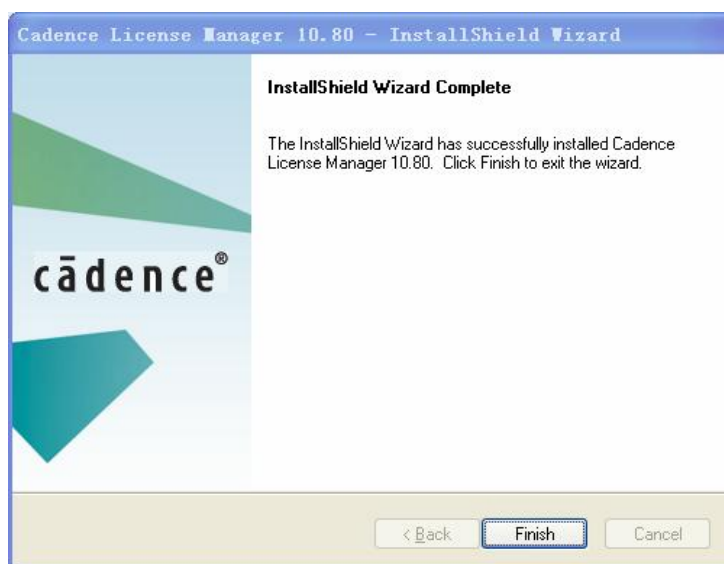 Cadence License Manager 10.80 - InstallShield Wizard
InstallShield Wizard Complete
The InstallShield Wizard has successfully installed Cadence
License Manager 10.80. Click Finish to exit the wizard.
cādence®
< Back
Finish
Cancel